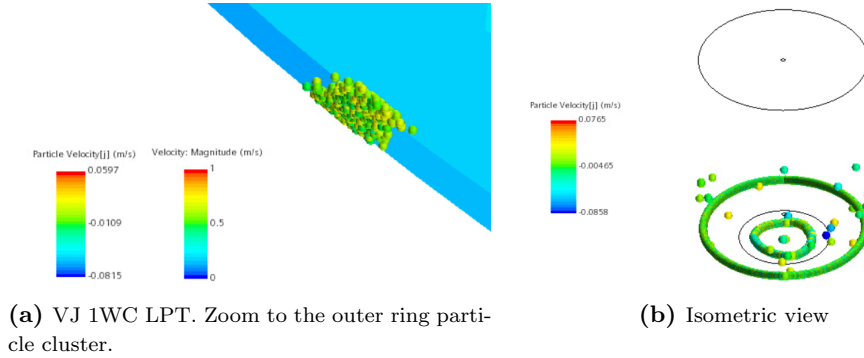 Particle Velocity[j] (m/s)
0.0597
-0.0109
-0.0815
Velocity: Magnitude (m/s)
1
0.5
0
Particle Velocity[j] (m/s)
0.0765
-0.00465
-0.0858
(a) VJ 1WC LPT. Zoom to the outer ring parti-
cle cluster.
(b) Isometric view